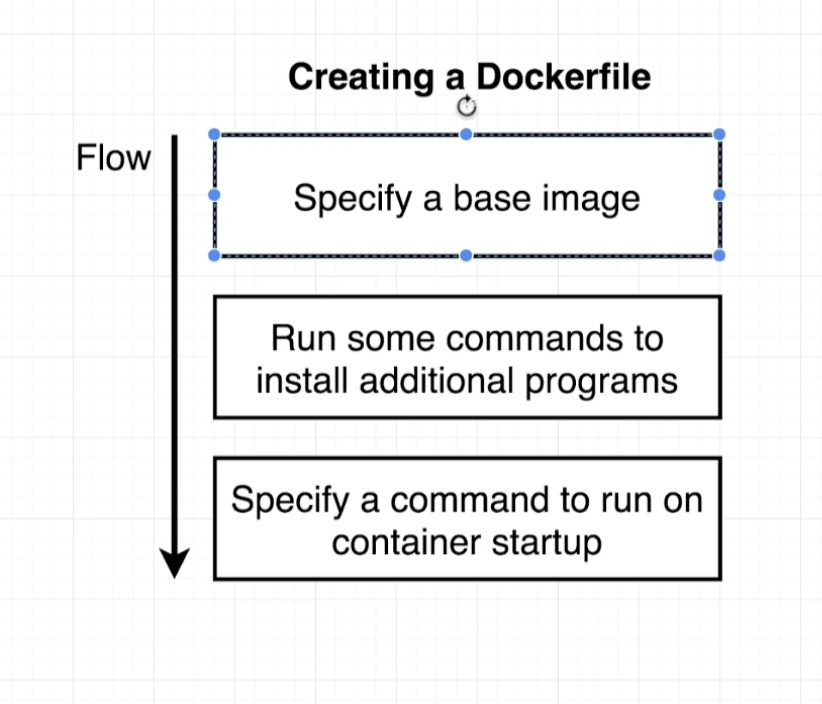 Creating a Dockerfile
Flow
Specify a base image
Run some commands to
install additional programs
Specify a command to run on
container startup